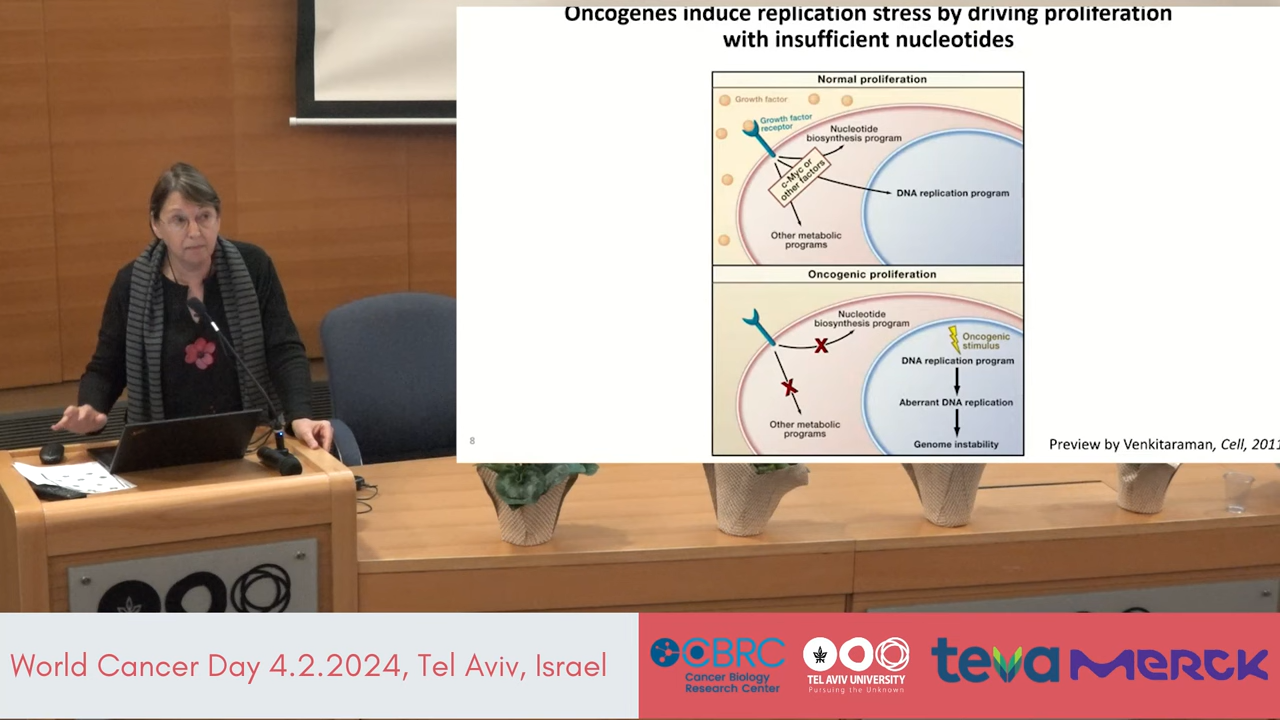 Oncogenes induce replication stress by driving proliferation
with insufficient nucleotides
Normal proliferation
Growth factor
Growth factor
receptor
Nucleotide
biosynthesis program
c-Myc or
other factors
DNA replication program
Other metabolic
programs
Oncogenic proliferation
Nucleotide
biosynthesis program
Oncogenic
stimulus
DNA replication program
Aberrant DNA replication
Other metabolic
programs
Genome instability
8
Preview by Venkitaraman, Cell, 2011
World Cancer Day 4.2.2024, Tel Aviv, Israel
CBRC
Cancer Biology
Research Center
TEL AVIV UNIVERSITY
Pursuing the Unknown
teva
MERCK